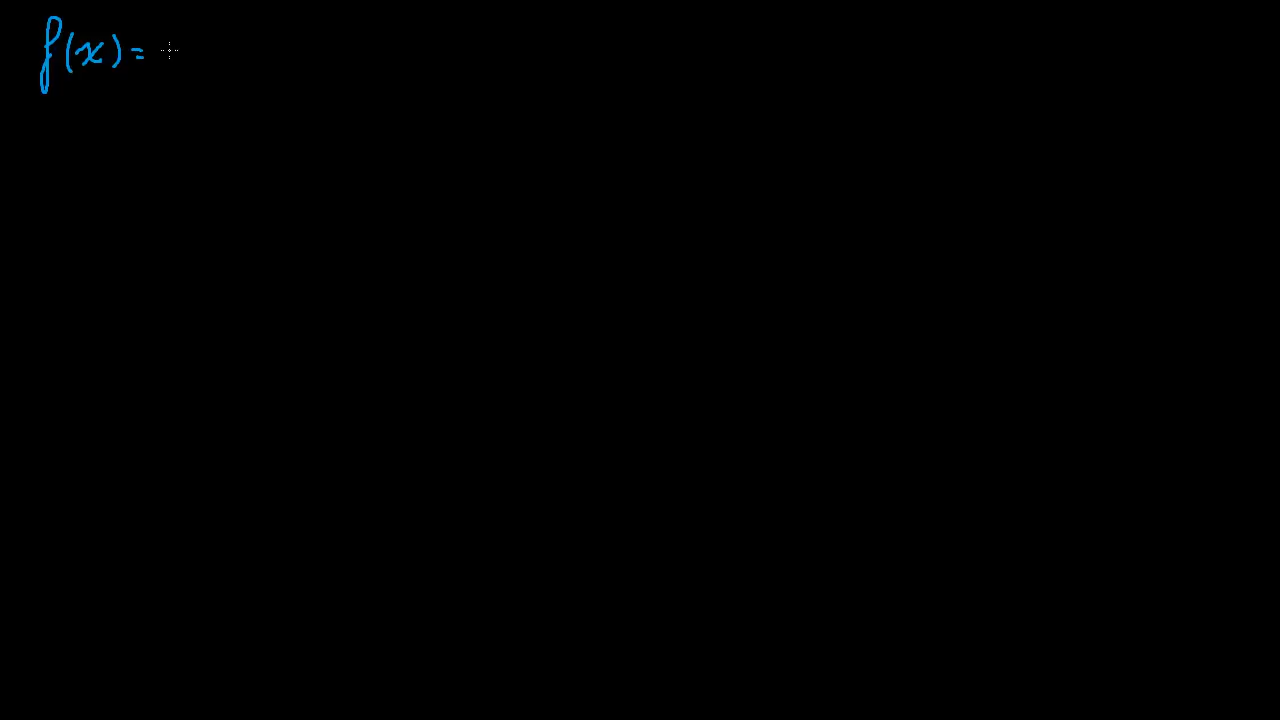 f(x) =